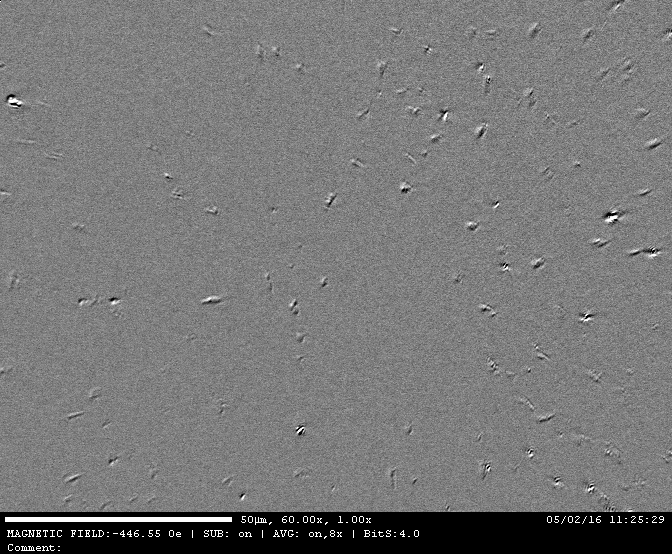 50µm, 60.00x, 1.00x 05/02/16 11:25:29
MAGNETIC FIELD:-446.55 Oe | SUB: on | AVG: on,8x | BitS:4.0
Comment: